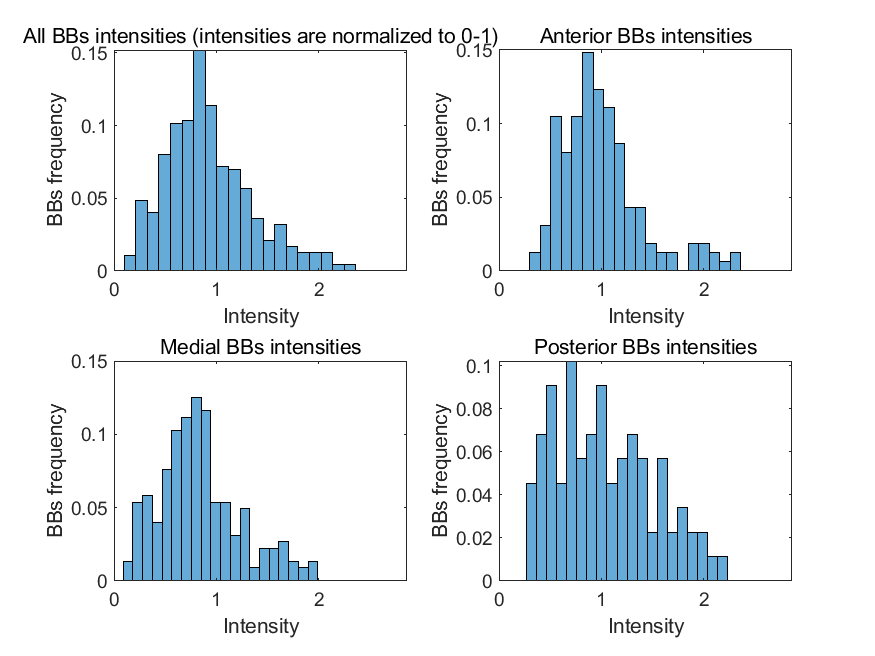 All BBs intensities (intensities are normalized to 0-1)
0.15
0.1
0.05
0
BBs frequency
0
1
2
Intensity
Anterior BBs intensities
0.15
0.1
0.05
0
BBs frequency
0
1
2
Intensity
Medial BBs intensities
0.15
0.1
0.05
0
BBs frequency
0
1
2
Intensity
Posterior BBs intensities
0.1
0.08
0.06
0.04
0.02
0
BBs frequency
0
1
2
Intensity